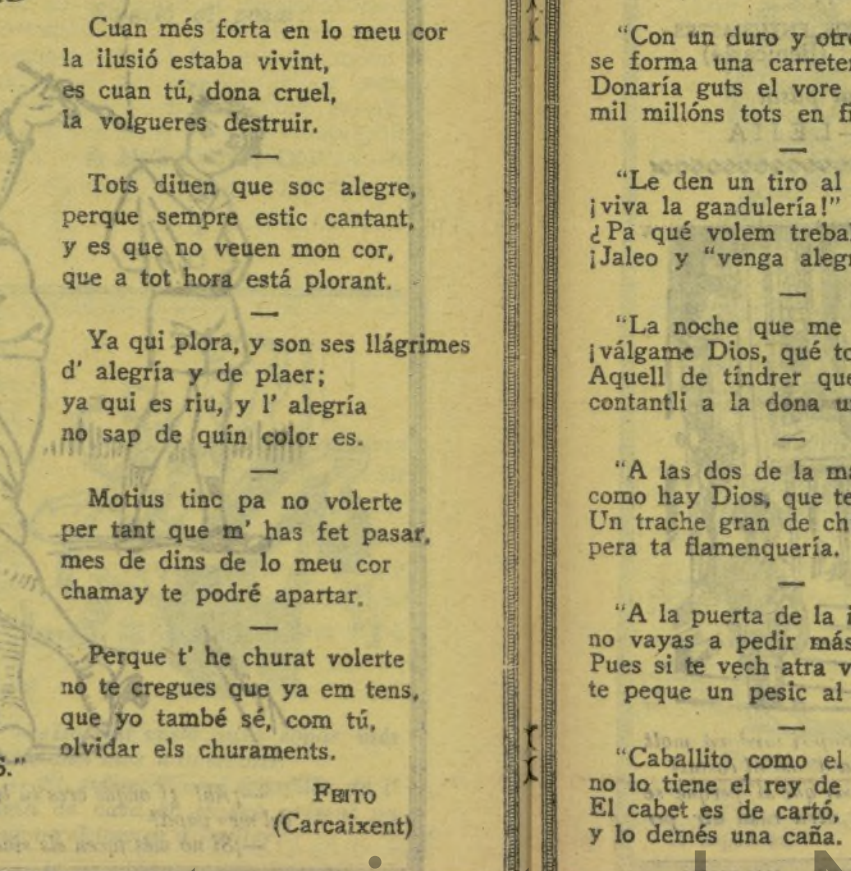 Cuan més forta en lo meu cor
la ilusió estaba vivint,
es cuan tú, dona cruel,
la volgueres destruir.
Tots diuen que soc alegre,
perque sempre estic cantant,
y es que no veuen mon cor,
que a tot hora está plorant.
Ya qui plora, y son ses llágrimes
d' alegría y de plaer;
ya qui es riu, y l' alegría
no sap de quín color es.
Motius tinc pa no volerte
per tant que m' has fet pasar,
mes de dins de lo meu cor
chamay te podré apartar.
Perque t' he churat volerte
no te cregues que ya em tens,
que yo també sé, com tú,
olvidar els churaments.
FEITO
(Carcaixent)
"Con un duro y
se forma una
Donaría guts el vore
mil millóns tots en
"Le den un tiro al
¡viva la gandulería!"
¿Pa qué volem
¡Jaleo y "venga
"La noche que me
¡válgame Dios, qué
Aquell de tíndrer
contantli a la dona
"A las dos de la
como hay Dios, que
Un trache gran de
pera ta flamenquería.
"A la puerta de la
no vayas a pedir más
Pues si te vech atra
te peque un pesic al
"Caballito como el
no lo tiene el rey de
El cabet es de cartó,
y lo demés una caña.